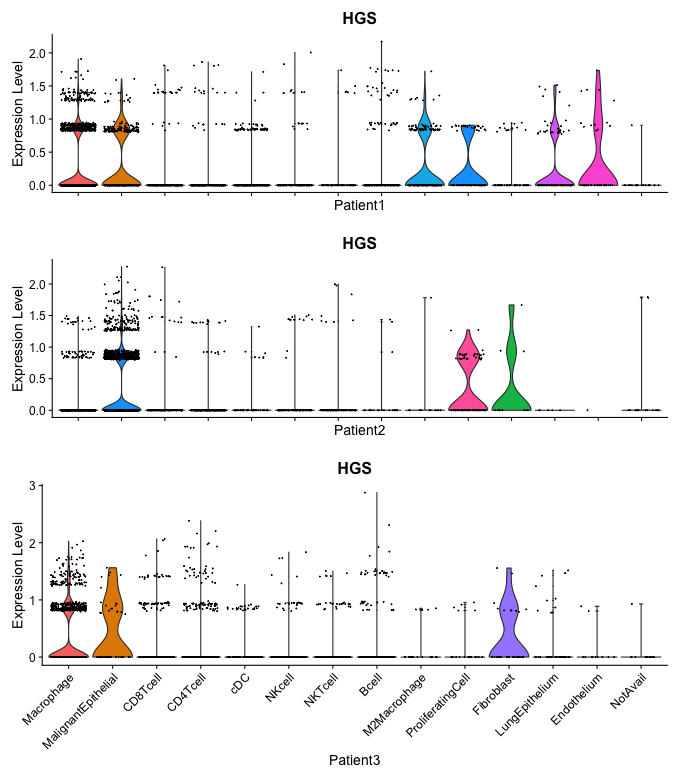 HGS
Expression Level
2.0
1.5
1.0
0.5
0.0
Patient1
HGS
Expression Level
2.0
1.5
1.0
0.5
0.0
Patient2
HGS
Expression Level
3
2
1
0
Macrophage
MalignantEpithelial
CD8Tcell
CD4Tcell
cDC
NKcell
NKTcell
Bcell
M2Macrophage
ProliferatingCell
Fibroblast
LungEpithelium
Endothelium
NotAvail
Patient3